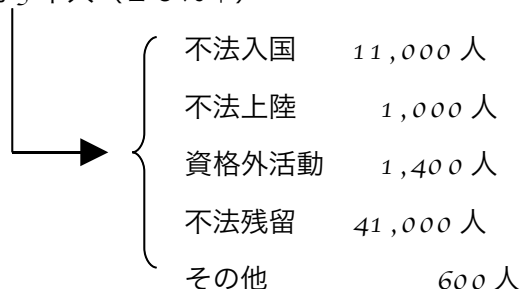 不法入国 11,000人
不法上陸 1,000人
資格外活動 1,400人
不法残留 41,000人
その他 600人